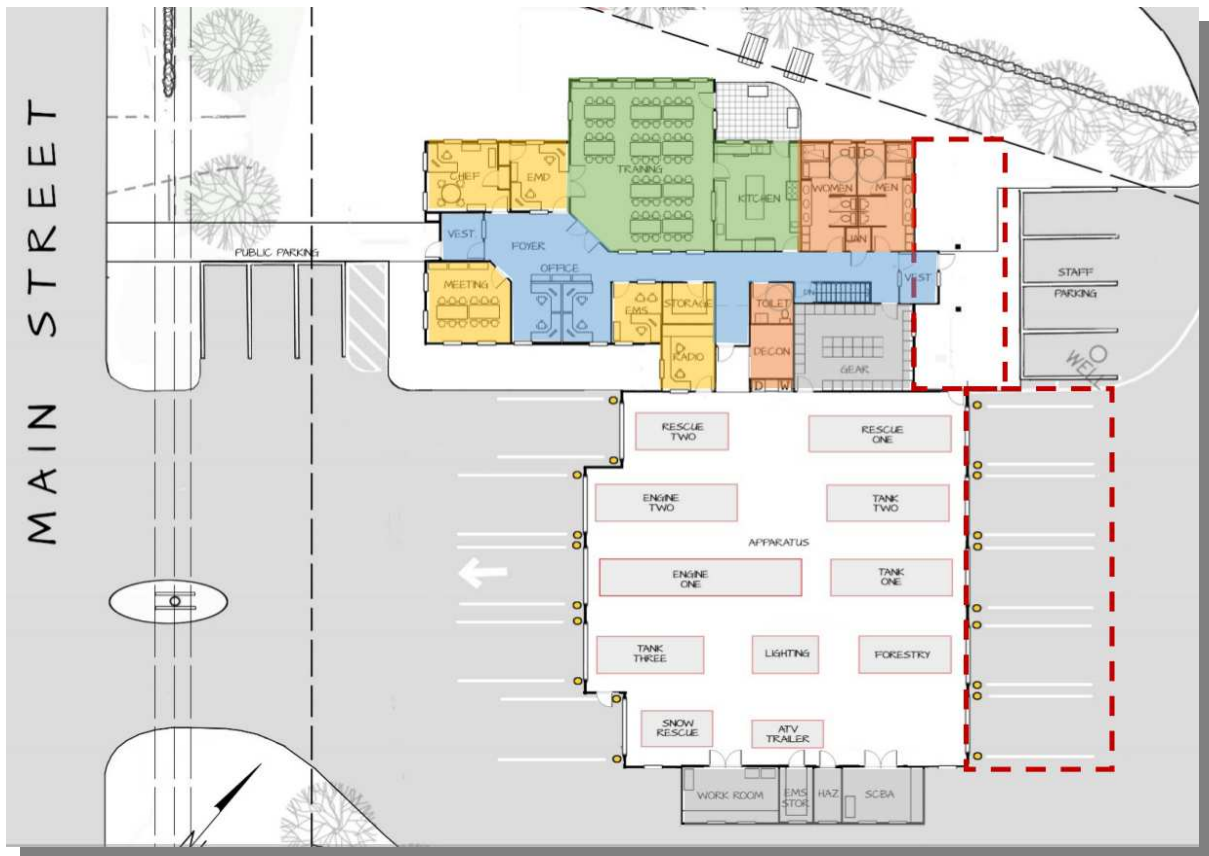 MAIN STREET
PUBLIC PARKING
CHEF
EMD
TRANING
KITCHEN
WOMEN
MEN
JAN
VEST
FOYER
OFFICE
VEST
MEETING
EMS
STORAGE
TOILET
STAFF
PARKING
RADIO
DECON
D W
GEAR
WELL
RESCUE
TWO
RESCUE
ONE
ENGINE
TWO
TANK
TWO
APPARATUS
ENGINE
ONE
TANK
ONE
TANK
THREE
LIGHTING
FORESTRY
SNOW
RESCUE
ATV
TRAILER
WORK ROOM
EMS
STOR
HAZ
SCBA